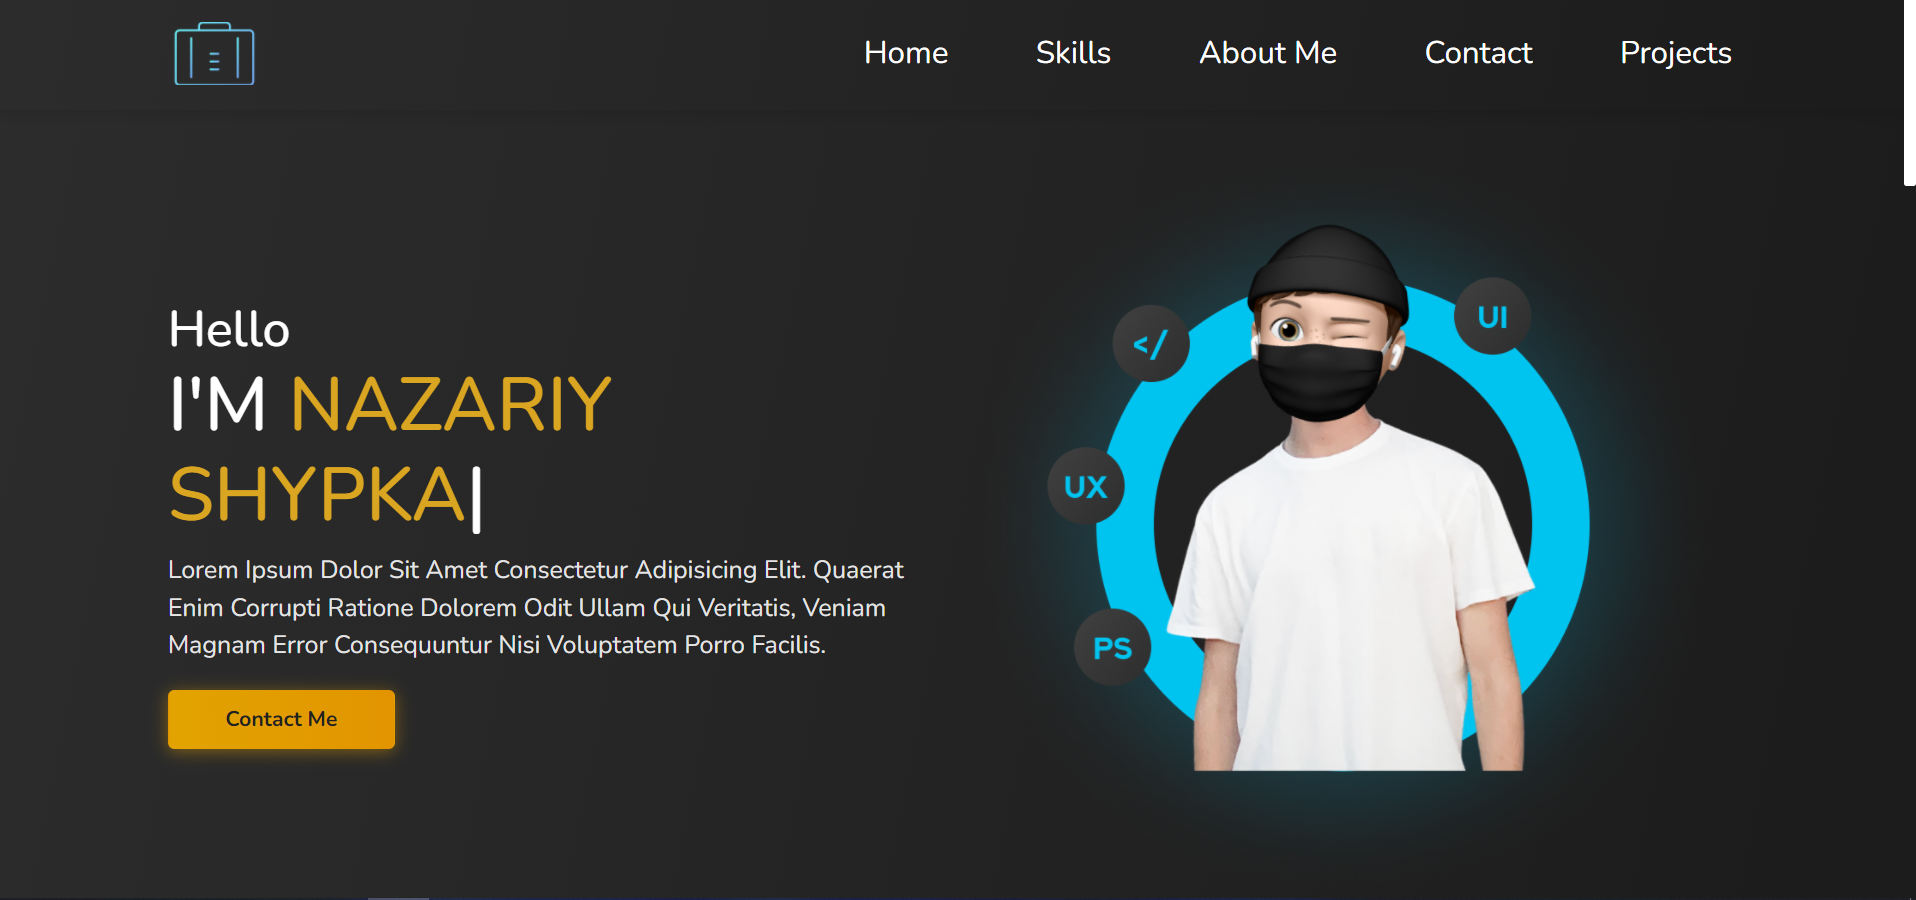 Home Skills About Me Contact Projects
Hello
I'M NAZARIY
SHYPKA|
Lorem Ipsum Dolor Sit Amet Consectetur Adipisicing Elit. Quaerat
Enim Corrupti Ratione Dolorem Odit Ullam Qui Veritatis, Veniam
Magnam Error Consequuntur Nisi Voluptatem Porro Facilis.
Contact Me
</
UI
UX
PS